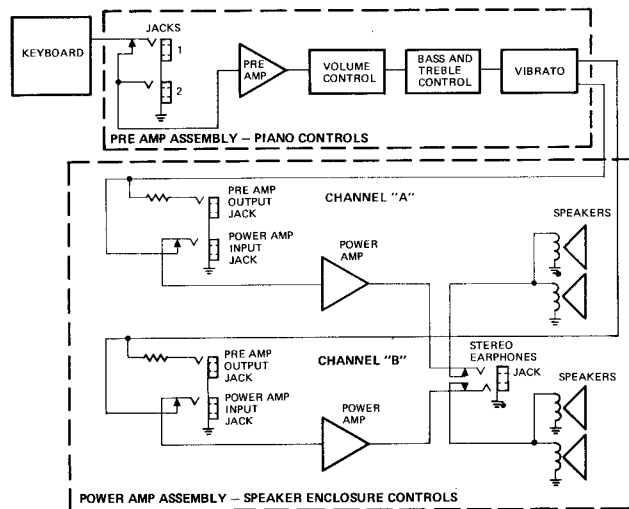 JACKS
KEYBOARD
1
2
PRE
AMP
VOLUME
CONTROL
BASS AND
TREBLE
CONTROL
VIBRATO
PRE AMP ASSEMBLY — PIANO CONTROLS
PRE AMP
OUTPUT
JACK
CHANNEL "A"
SPEAKERS
POWER AMP
INPUT
JACK
POWER
AMP
STEREO
EARPHONES
JACK
PRE AMP
OUTPUT
JACK
CHANNEL "B"
SPEAKERS
POWER AMP
INPUT
JACK
POWER
AMP
POWER AMP ASSEMBLY — SPEAKER ENCLOSURE CONTROLS